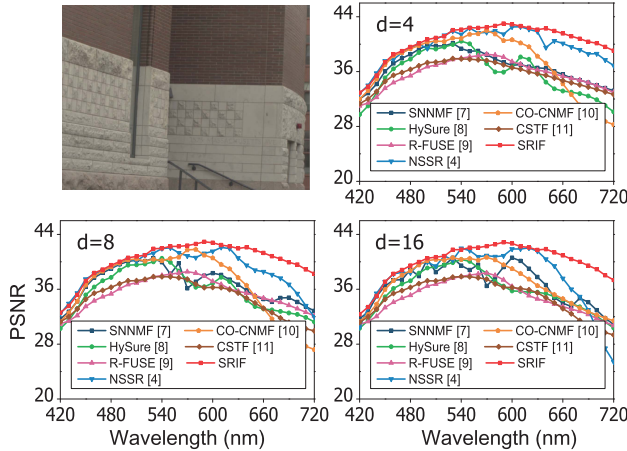 44
36
28
20
d=4
SNNMF [7]
HySure [8]
R-FUSE [9]
NSSR [4]
CO-CNMF [10]
CSTF [11]
SRIF
420 480 540 600 660 720
PSNR
44
36
28
20
d=8
SNNMF [7]
HySure [8]
R-FUSE [9]
NSSR [4]
CO-CNMF [10]
CSTF [11]
SRIF
420 480 540 600 660 720
Wavelength (nm)
44
36
28
20
d=16
SNNMF [7]
HySure [8]
R-FUSE [9]
NSSR [4]
CO-CNMF [10]
CSTF [11]
SRIF
420 480 540 600 660 720
Wavelength (nm)